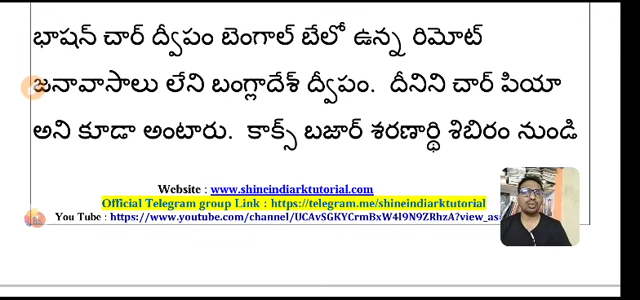 భాషన్ చార్ ద్వీపం బెంగాల్ బేలో ఉన్న రిమోట్
జనావాసాలు లేని బంగ్లాదేశ్ ద్వీపం. దీనిని చార్ పియా
అని కూడా అంటారు. కాక్స్ బజార్ శరణార్థి శిబిరం నుండి
Website : www.shineindiarktutorial.com
Official Telegram group Link : https://telegram.me/shineindiarktutorial
You Tube : https://www.youtube.com/channel/UCAvSGKYCrmBxW4I9N9ZRhzA?view_as=